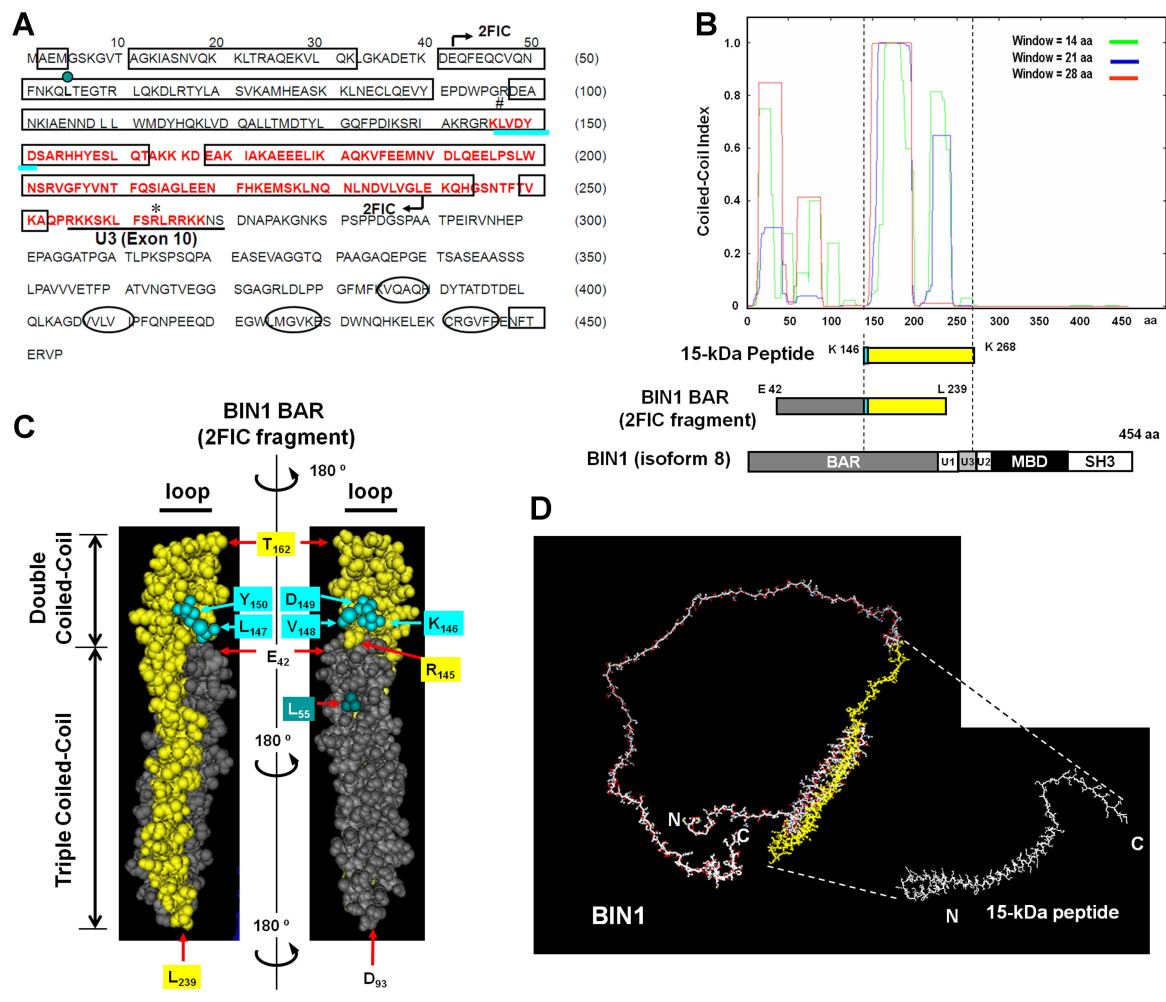 A
10 20 30 40 2FIC 50
MAEMGSKGVT AGKIASNVQK KLTRAQEKVL QKLGKADETK DEQFEQCVQN (50)
FNKQLTEGTR LQKDLRTYLA SVKAMHEASK KLNECLQEVY EPDWPGRDEA (100)
#
NKIAENND L L WMDYHQKLVD QALLTMDTYL GQFPDIKSRI AKRGRKLVDY (150)
DSARHHYESL QTAKK KD EAK IAKAEEELIK AQKVFEEMNV DLQEELPSLW (200)
NSRVGFYVNT FQSIAGLEEN FHKEMSKLNQ NLNDVLVGLE KQHGSNTFTV (250)
* 2FIC
KAQPRKKSKL FSRLRRKKNS DNAPAKGNKS PSPPDGSPAA TPEIRVNHEP (300)
U3 (Exon 10)
EPAGGATPGA TLPKSPSQPA EASEVAGGTQ PAAGAQEPGE TSASEAASSS (350)
LPAVVVETFP ATVNGTVEGG SGAGRLDLPP GFMFKVQAQH DYTATDTDEL (400)
QLKAGDVVLV IPFQNPEEQD EGWLMGVKES DWNQHKELEK CRGVFPENFT (450)
ERVP
B
Coiled-Coil Index
1.0
0.8
0.6
0.4
0.2
0
Window = 14 aa
Window = 21 aa
Window = 28 aa
0 50 100 150 200 250 300 350 400 450 aa
15-kDa Peptide K 146 K 268
BIN1 BAR
(2FIC fragment)
E 42 L 239
454 aa
BIN1 (isoform 8) BAR U1 U3 U2 MBD SH3
C
BIN1 BAR
(2FIC fragment)
180 º
loop loop
Double
Coiled-Coil
Triple Coiled-Coil
T162
Y150 D149
L147 V148 K146
E42
R145
L55
180 º
180 º
L239
D93
D
N
C
BIN1
C
N
15-kDa peptide